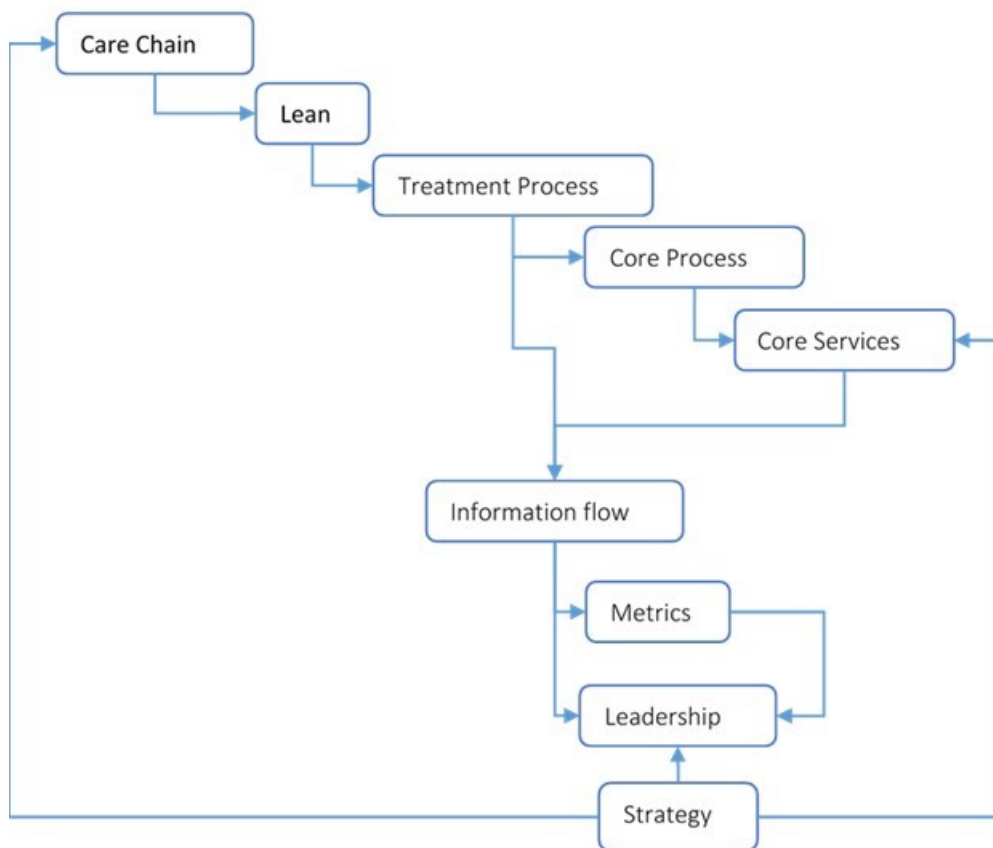 Care Chain
Lean
Treatment Process
Core Process
Core Services
Information flow
Metrics
Leadership
Strategy